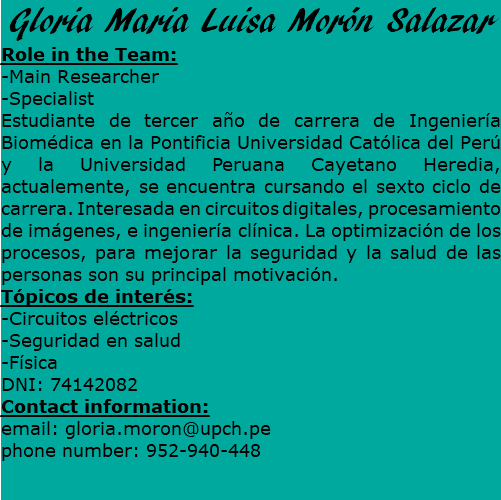 Gloria Maria Luisa Morón Salazar
Role in the Team:
-Main Researcher
-Specialist
Estudiante de tercer año de carrera de Ingeniería
Biomédica en la Pontificia Universidad Católica del Perú
y la Universidad Peruana Cayetano Heredia,
actualemente, se encuentra cursando el sexto ciclo de
carrera. Interesada en circuitos digitales, procesamiento
de imágenes, e ingeniería clínica. La optimización de los
procesos, para mejorar la seguridad y la salud de las
personas son su principal motivación.
Tópicos de interés:
-Circuitos eléctricos
-Seguridad en salud
-Física
DNI: 74142082
Contact information:
email: gloria.moron@upch.pe
phone number: 952-940-448